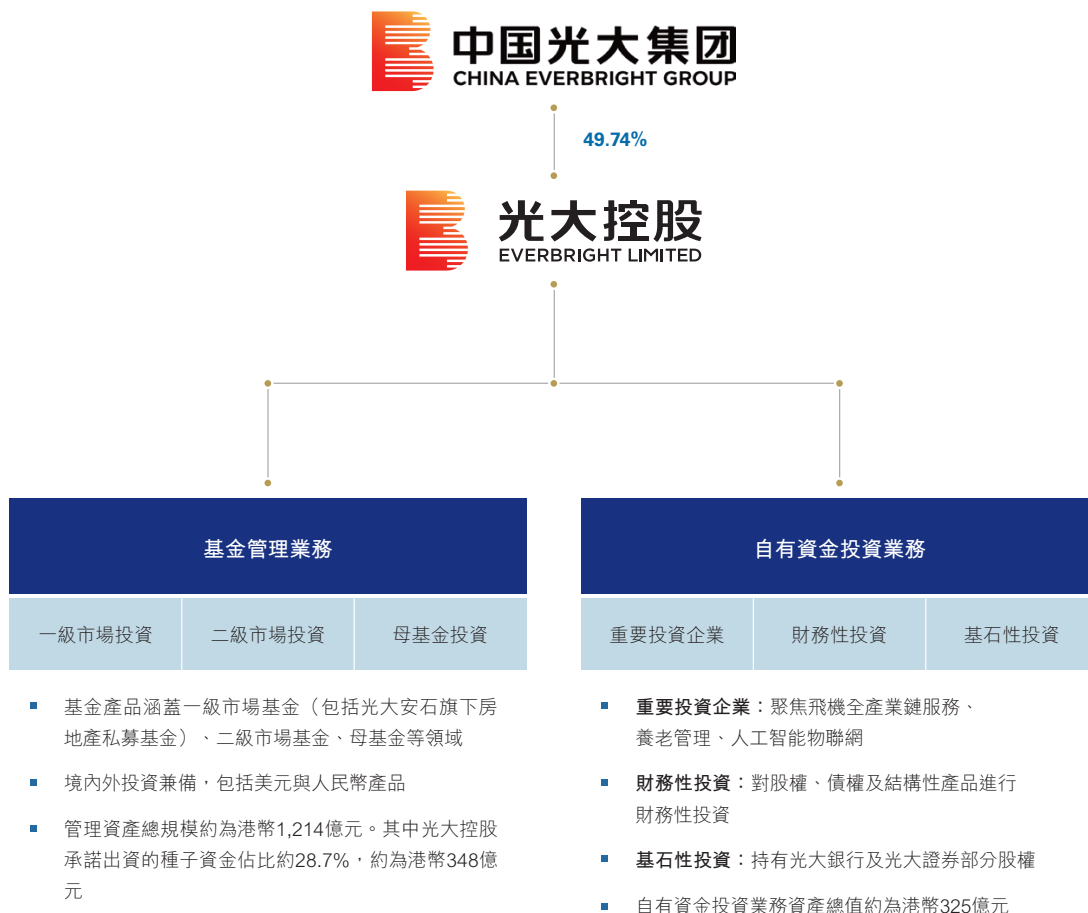 中国光大集团
CHINA EVERBRIGHT GROUP
49.74%
光大控股
EVERBRIGHT LIMITED
基金管理業務
一級市場投資
二級市場投資
母基金投資
基金產品涵蓋一級市場基金（包括光大安石旗下房
地產私募基金）、二級市場基金、母基金等領域
境內外投資兼備，包括美元與人民幣產品
管理資產總規模約為港幣1,214億元。其中光大控股
承諾出資的種子資金佔比約28.7%，約為港幣348億
元
自有資金投資業務
重要投資企業
財務性投資
基石性投資
重要投資企業：聚焦飛機全產業鏈服務、
養老管理、人工智能物聯網
財務性投資：對股權、債權及結構性產品進行
財務性投資
基石性投資：持有光大銀行及光大證券部分股權
自有資金投資業務資產總值約為港幣325億元